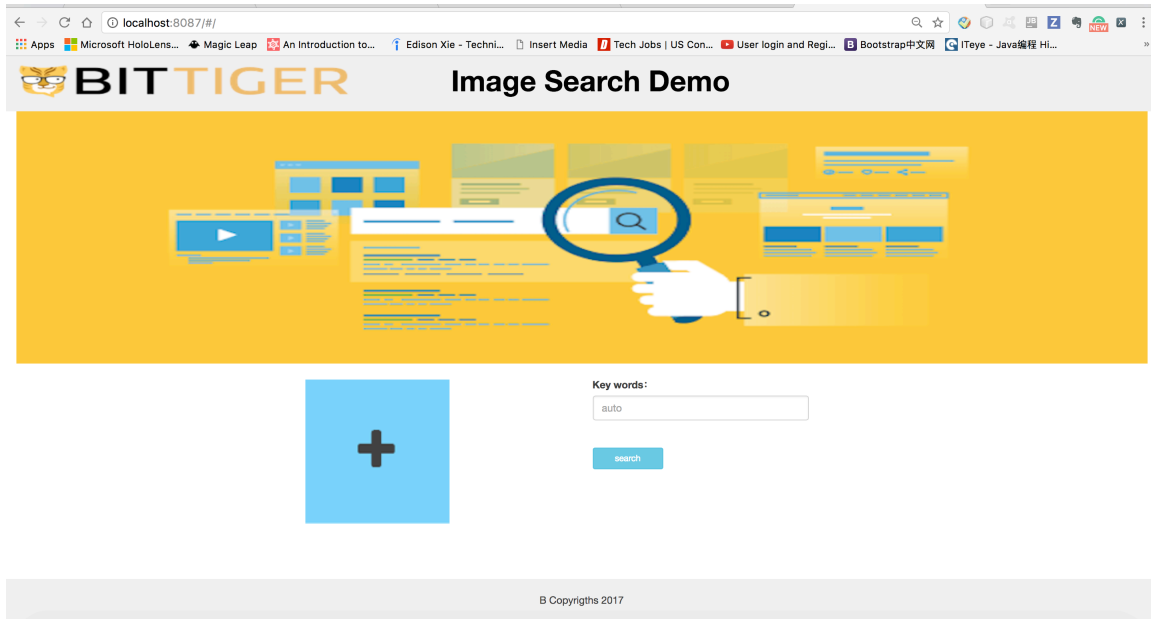 localhost:8087/#/
NEW
Apps Microsoft HoloLens... Magic Leap An Introduction to... Edison Xie - Techni... Insert Media Tech Jobs | US Con... User login and Regi... B Bootstrap中文网 ITeye - Java编程 Hi... »
BITTIGER Image Search Demo
Key words:
auto
search
B Copyrigths 2017